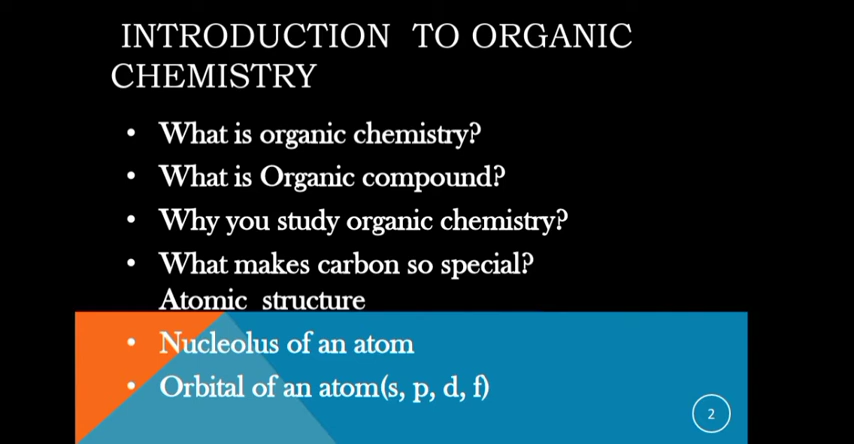 INTRODUCTION TO ORGANIC
CHEMISTRY
• What is organic chemistry?
• What is Organic compound?
• Why you study organic chemistry?
• What makes carbon so special?
Atomic structure
• Nucleolus of an atom
• Orbital of an atom(s, p, d, f)
2